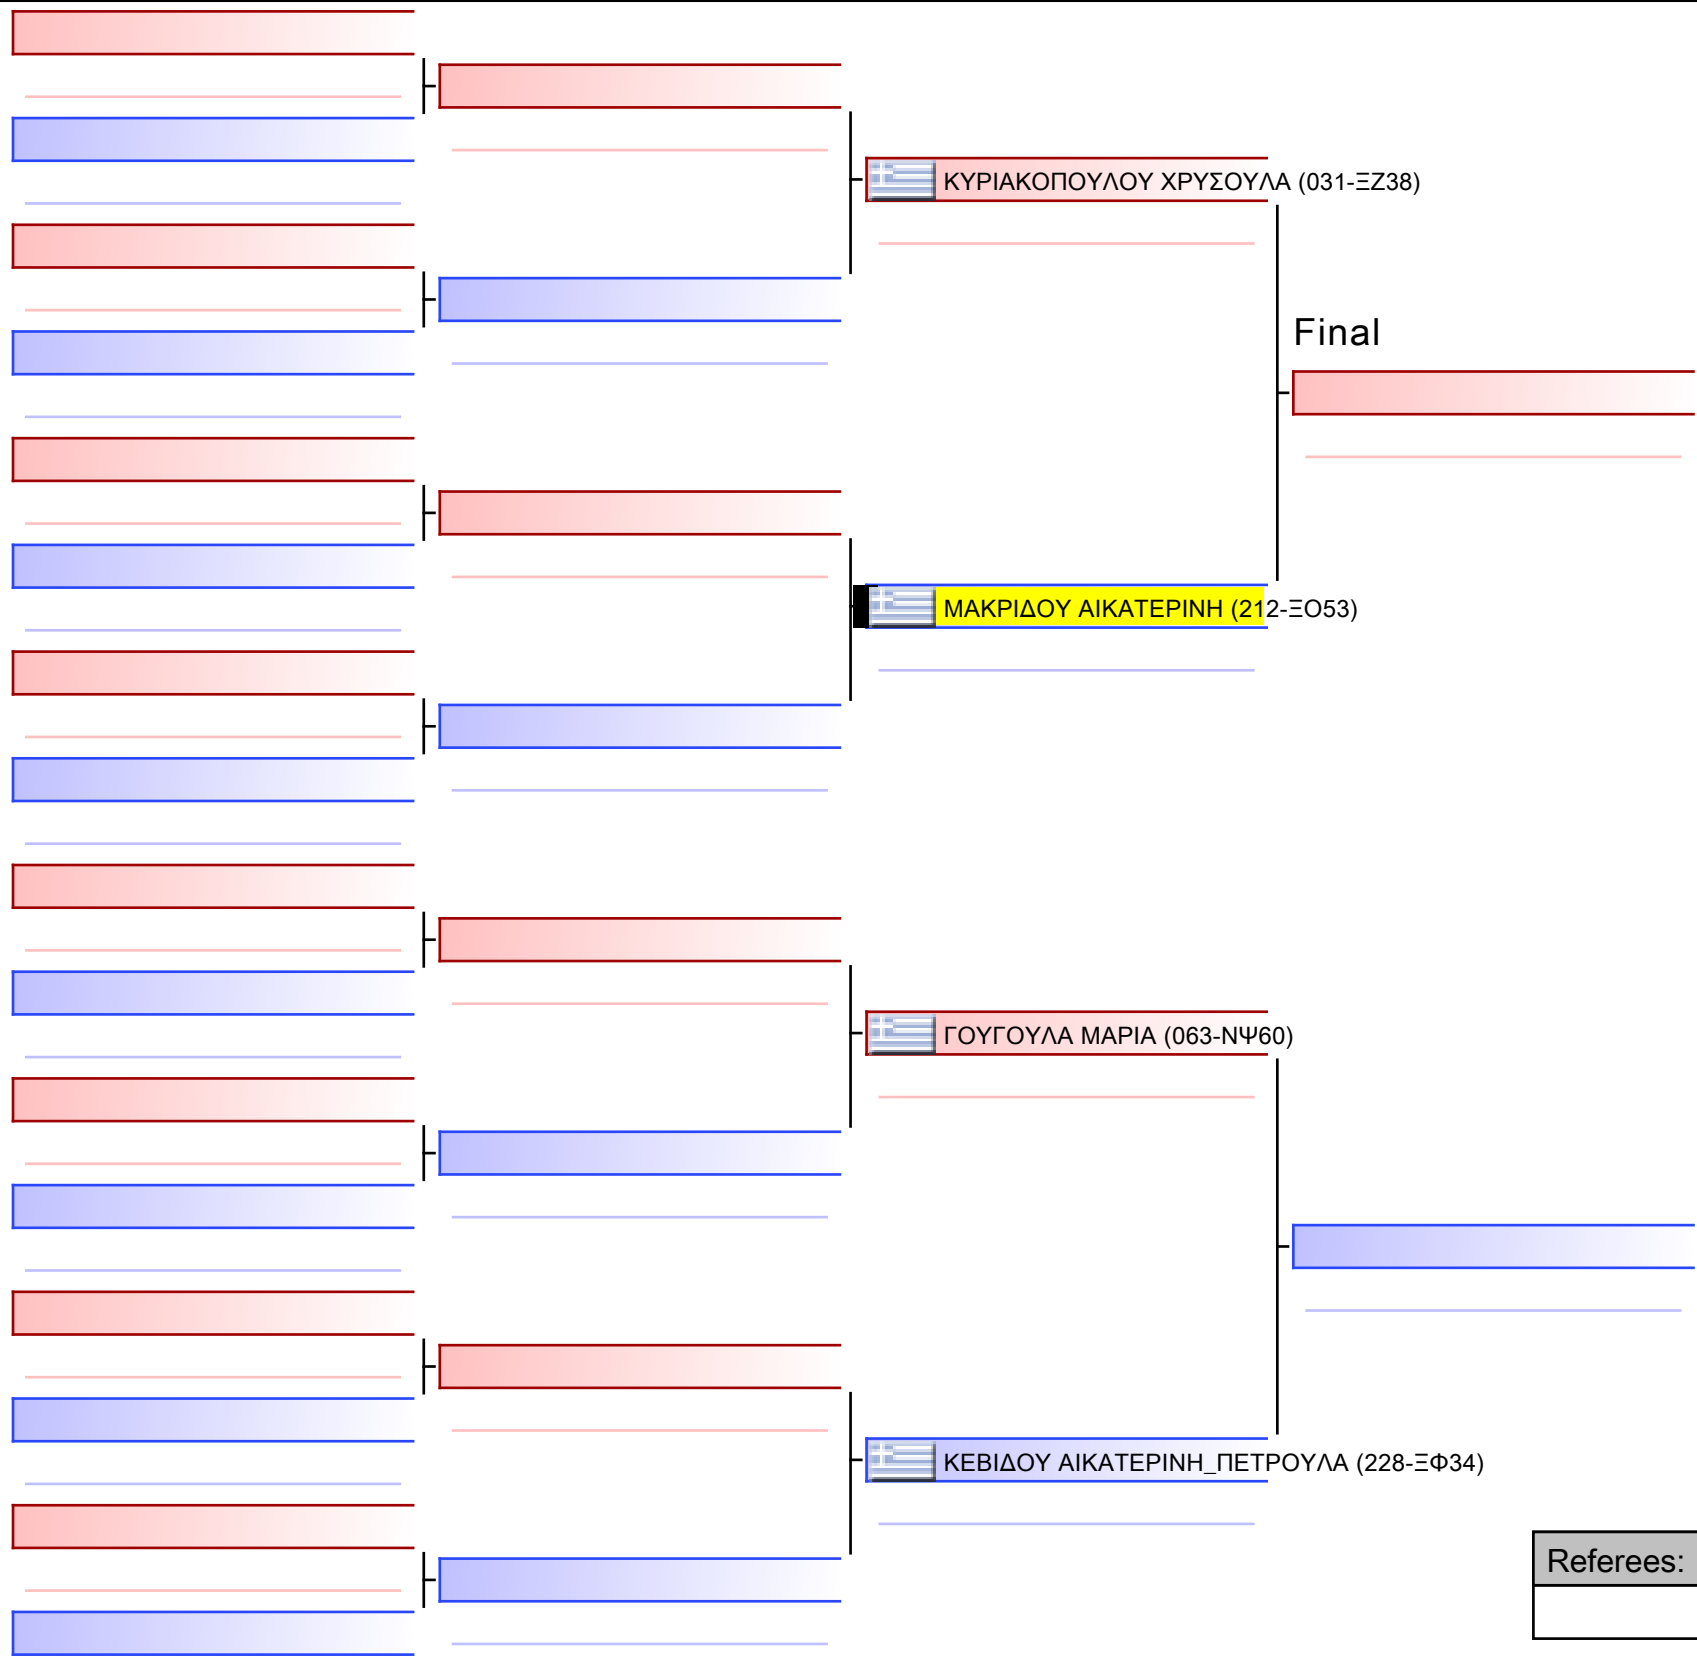 ΚΥΡΙΑΚΟΠΟΥΛΟΥ ΧΡΥΣΟΥΛΑ (031-ΞΖ38)
Final
ΜΑΚΡΙΔΟΥ ΑΙΚΑΤΕΡΙΝΗ (212-ΞΟ53)
ΓΟΥΓΟΥΛΑ ΜΑΡΙΑ (063-ΝΨ60)
ΚΕΒΙΔΟΥ ΑΙΚΑΤΕΡΙΝΗ_ΠΕΤΡΟΥΛΑ (228-ΞΦ34)
Referees: